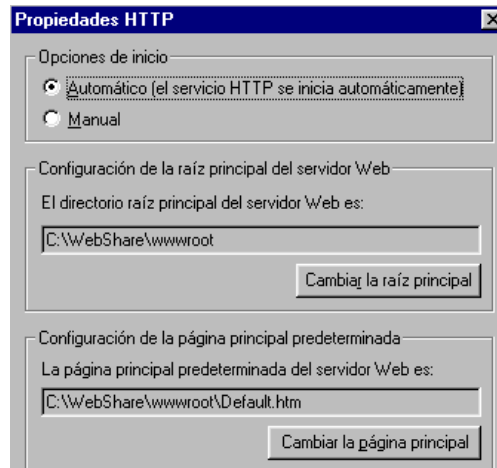 Propiedades HTTP
Opciones de inicio
Automático (el servicio HTTP se inicia automáticamente)
Manual
Configuración de la raíz principal del servidor Web
El directorio raíz principal del servidor Web es:
C:\WebShare\wwwroot
Cambiar la raíz principal
Configuración de la página principal predeterminada
La página principal predeterminada del servidor Web es:
C:\WebShare\wwwroot\Default.htm
Cambiar la página principal